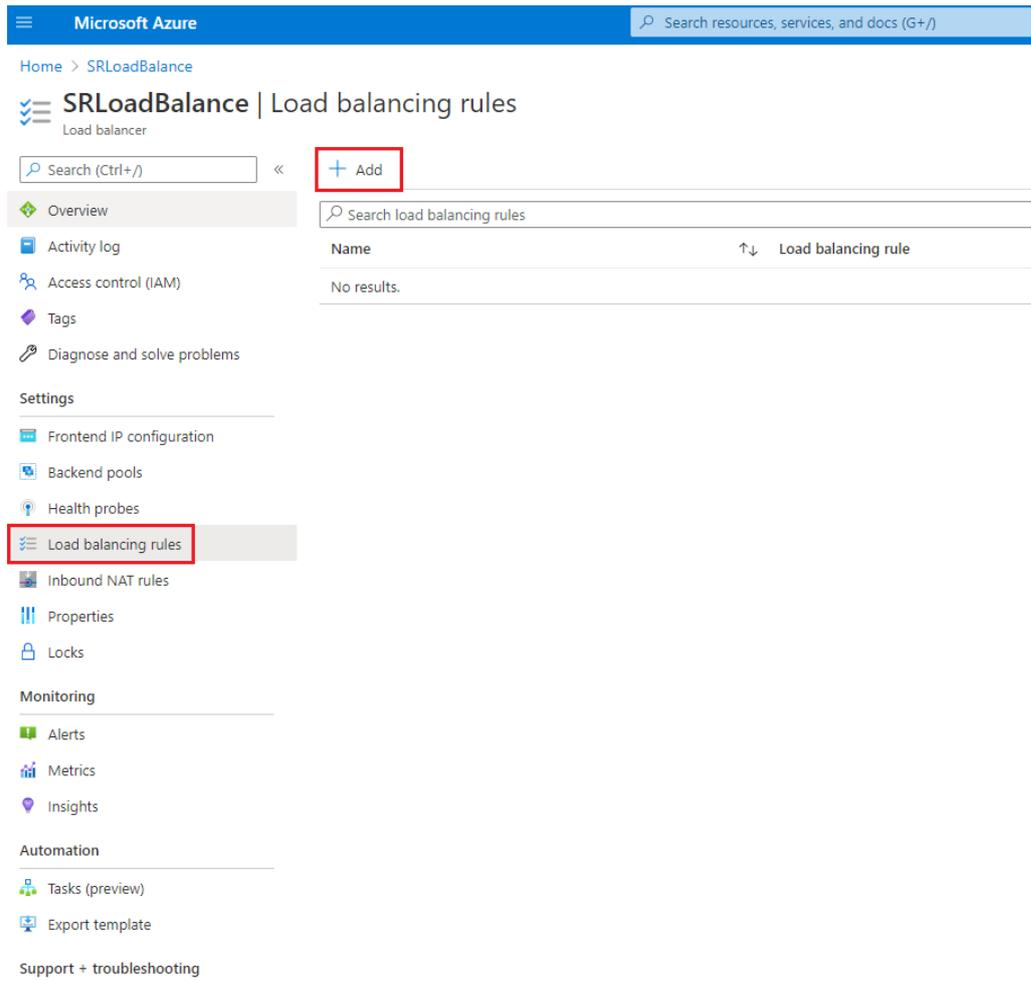 Microsoft Azure
Search resources, services, and docs (G+/)
Home > SRLoadBalance
SRLoadBalance | Load balancing rules
Load balancer
Search (Ctrl+/)
«
+ Add
Overview
Search load balancing rules
Activity log
Name ↑↓ Load balancing rule
Access control (IAM)
No results.
Tags
Diagnose and solve problems
Settings
Frontend IP configuration
Backend pools
Health probes
Load balancing rules
Inbound NAT rules
Properties
Locks
Monitoring
Alerts
Metrics
Insights
Automation
Tasks (preview)
Export template
Support + troubleshooting